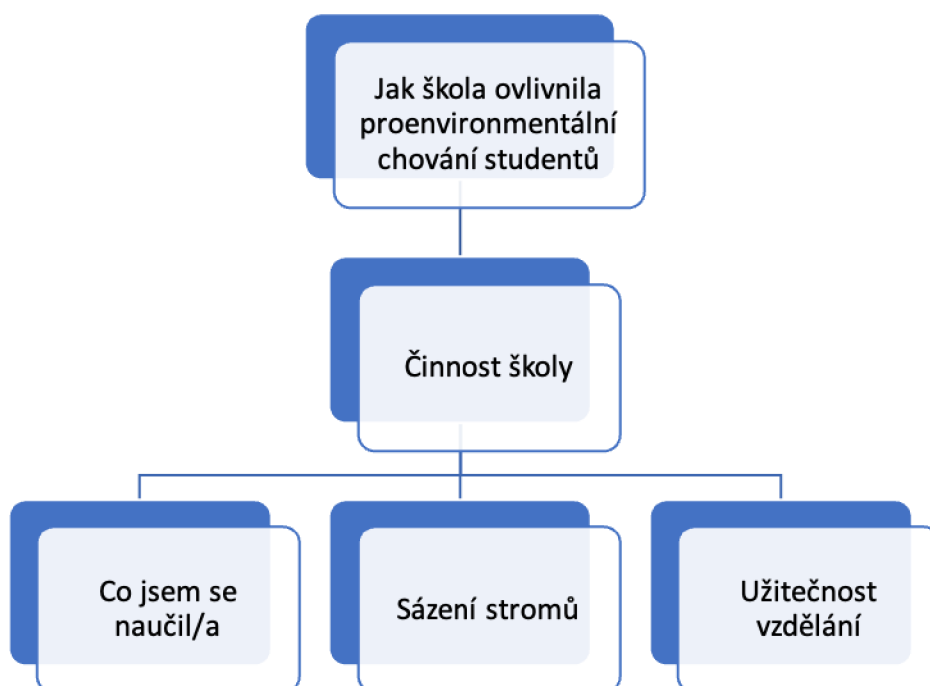 Jak škola ovlivnila
proenvironmentální
chování studentů
Činnost školy
Co jsem se
naučil/a
Sázení stromů
Užitečnost
vzdělání